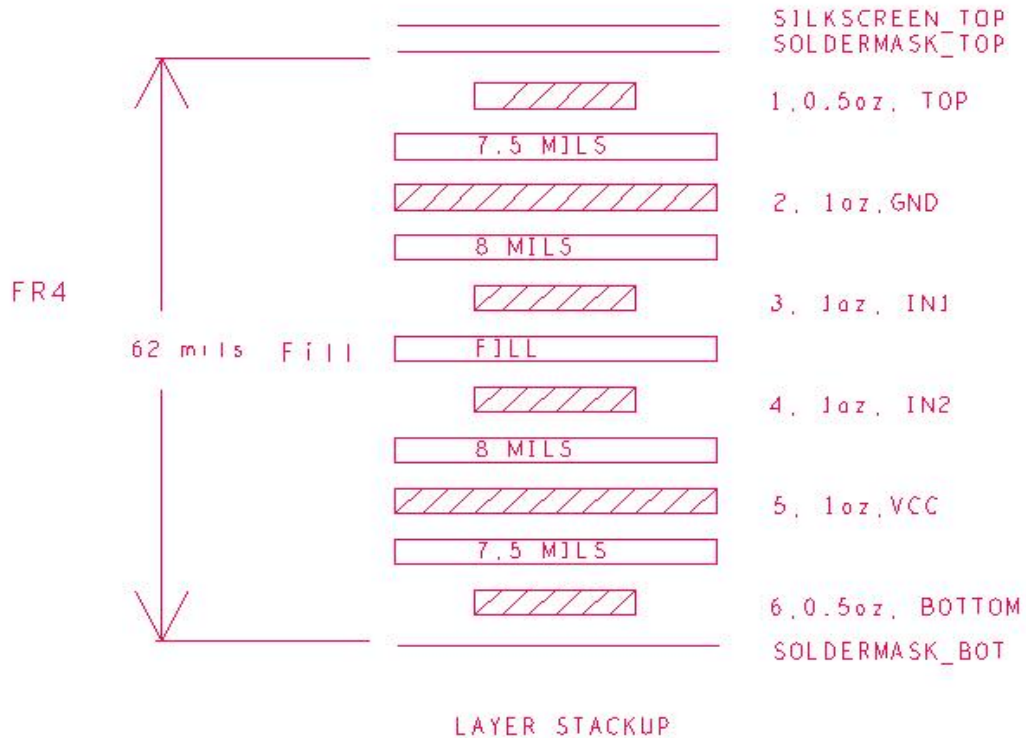 SILKSCREEN_TOP
SOLDERMASK_TOP
1,0.5oz, TOP
7.5 MILS
2, 1oz,GND
8 MILS
FR4
3, 1oz, IN1
62 mils Fill
FILL
4, 1oz, IN2
8 MILS
5, 1oz,VCC
7.5 MILS
6,0.5oz, BOTTOM
SOLDERMASK_BOT
LAYER STACKUP